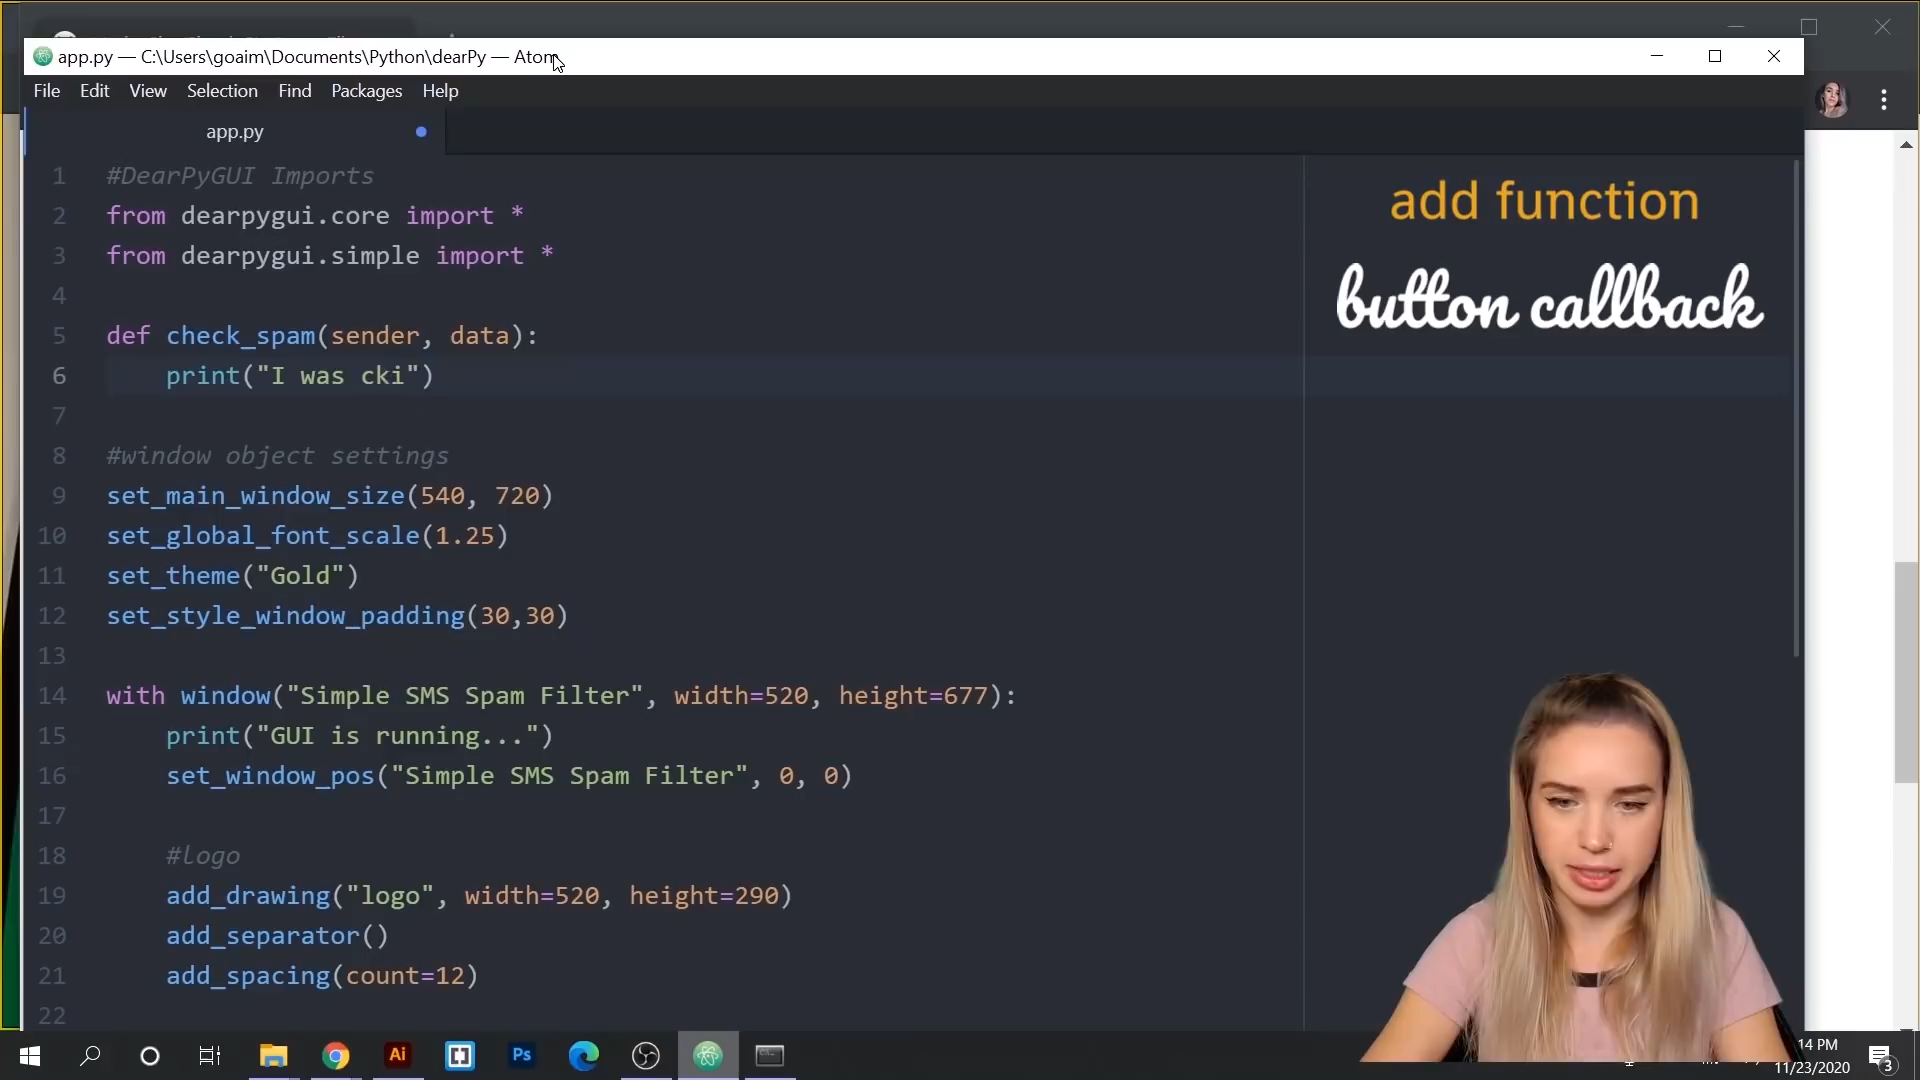 app.py — C:\Users\goaim\Documents\Python\dearPy — Atom
File Edit View Selection Find Packages Help
app.py
1 #DearPyGUI Imports
2 from dearpygui.core import *
3 from dearpygui.simple import *
4
5 def check_spam(sender, data):
6 print("I was cki")
7
8 #window object settings
9 set_main_window_size(540, 720)
10 set_global_font_scale(1.25)
11 set_theme("Gold")
12 set_style_window_padding(30,30)
13
14 with window("Simple SMS Spam Filter", width=520, height=677):
15 print("GUI is running...")
16 set_window_pos("Simple SMS Spam Filter", 0, 0)
17
18 #logo
19 add_drawing("logo", width=520, height=290)
20 add_separator()
21 add_spacing(count=12)
22
add function
button callback
Ai
Ps
14 PM
11/23/2020
3